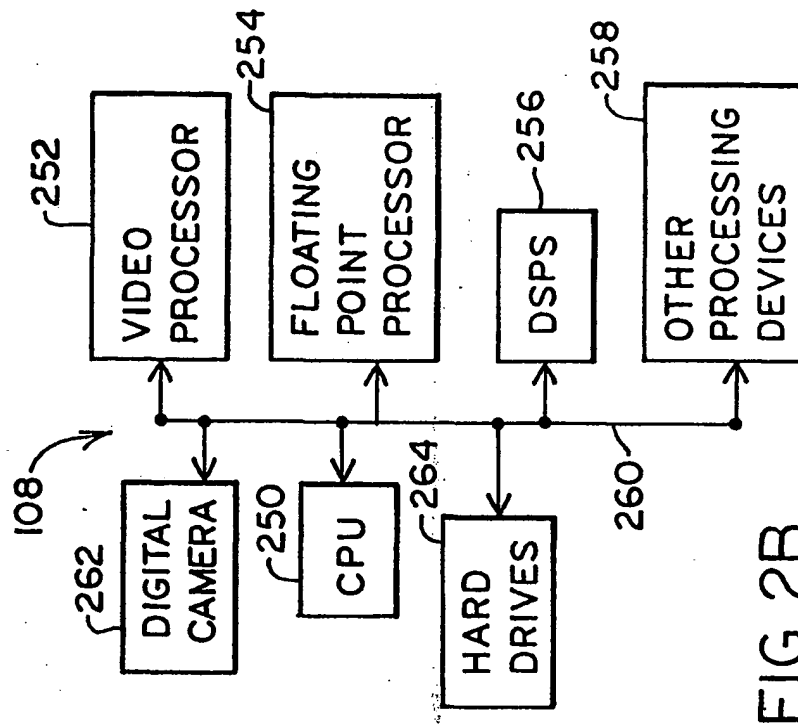 108
262
DIGITAL
CAMERA
250
CPU
264
HARD
DRIVES
260
252
VIDEO
PROCESSOR
254
FLOATING
POINT
PROCESSOR
256
DSPS
258
OTHER
PROCESSING
DEVICES
FIG. 2B